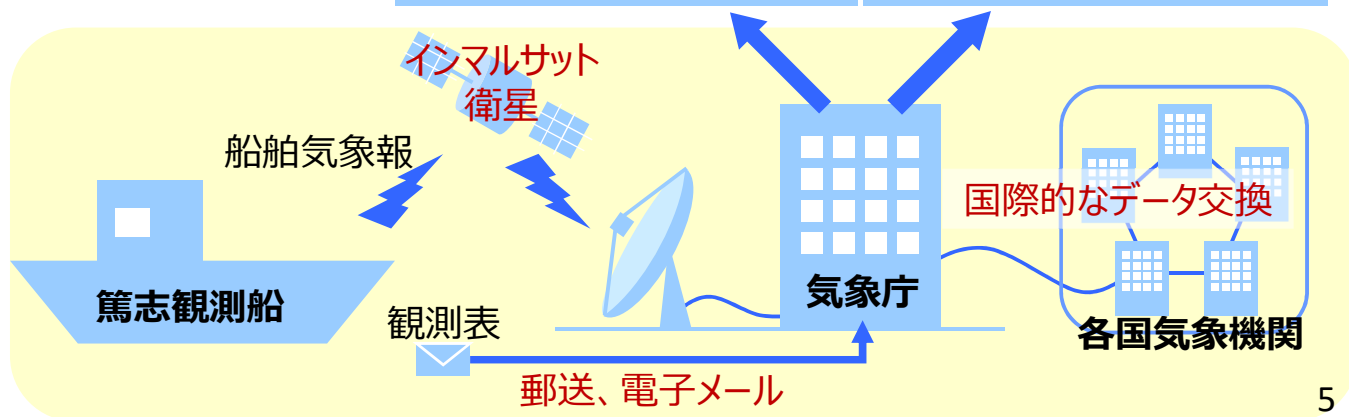 インマルサット
衛星
船舶気象報
国際的なデータ交換
篤志観測船
気象庁
観測表
各国気象機関
郵送、電子メール
5